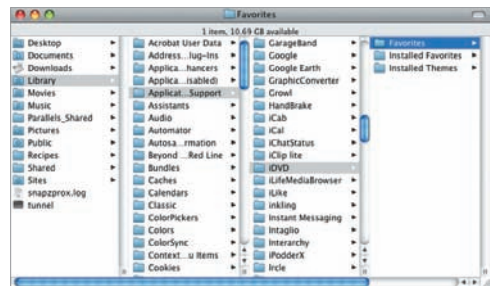 Favorites
1 item, 10.69 GB available
Desktop
Documents
Downloads
Library
Movies
Music
Parallels_Shared
Pictures
Public
Recipes
Shared
Sites
snapzprox.log
tunnel
Acrobat User Data
Address...lug-Ins
Applic...hancers
Applica...isabled)
Applicat...Support
Assistants
Audio
Automator
Autosa...rmation
Beyond ...Red Line
Bundles
Caches
Calendars
Classic
ColorPickers
Colors
ColorSync
Context...u Items
Cookies
GarageBand
Google
Google Earth
GraphicConverter
Growl
HandBrake
iCab
iCal
iChatStatus
iClip lite
iDVD
iLifeMediaBrowser
iLike
inkling
Instant Messaging
Intaglio
Interarchy
iPodderX
Ircle
Favorites
Installed Favorites
Installed Themes